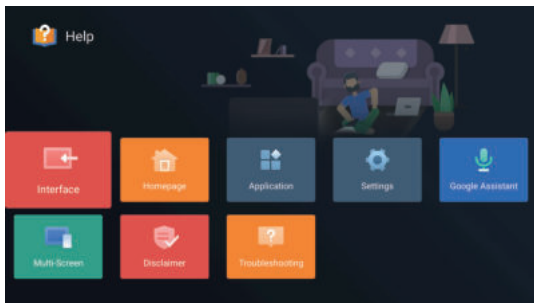 Help
Interface
Homepage
Application
Settings
Google Assistant
Multi-Screen
Disclaimer
Troubleshooting